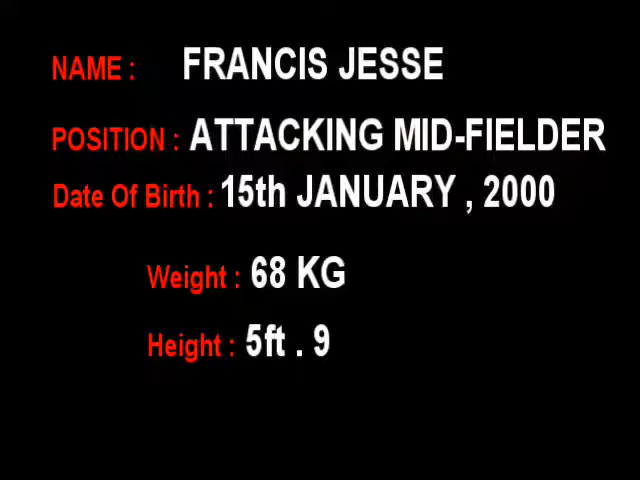 NAME : FRANCIS JESSE
POSITION : ATTACKING MID-FIELDER
Date Of Birth : 15th JANUARY , 2000
Weight : 68 KG
Height : 5ft . 9